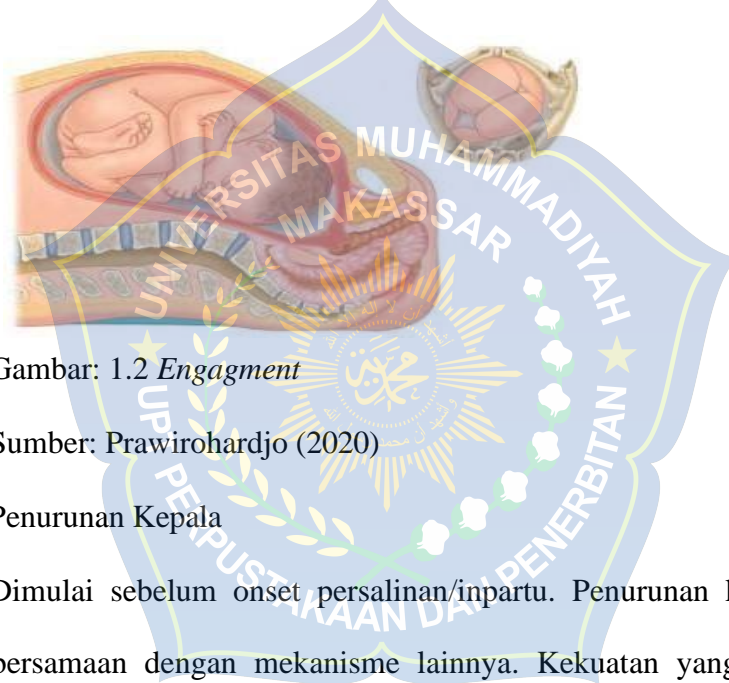 UNIVERSITAS MUHAMMADIYAH
MAKASSAR
Gambar: 1.2 Engagment
Sumber: Prawirohardjo (2020)
Penurunan Kepala
Dimulai sebelum onset persalinan/inpartu. Penurunan
bersamaan dengan mekanisme lainnya. Kekuatan yang
UPT PERPUSTAKAAN DAN PENERBITAN